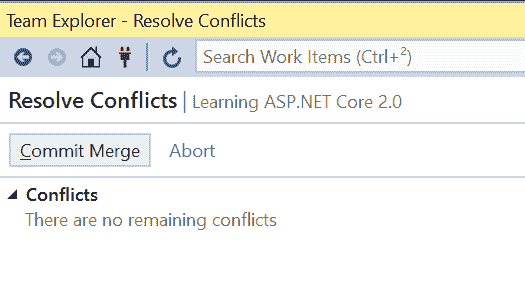 Team Explorer - Resolve Conflicts
Search Work Items (Ctrl+²)
Resolve Conflicts | Learning ASP.NET Core 2.0
Commit Merge Abort
Conflicts
There are no remaining conflicts